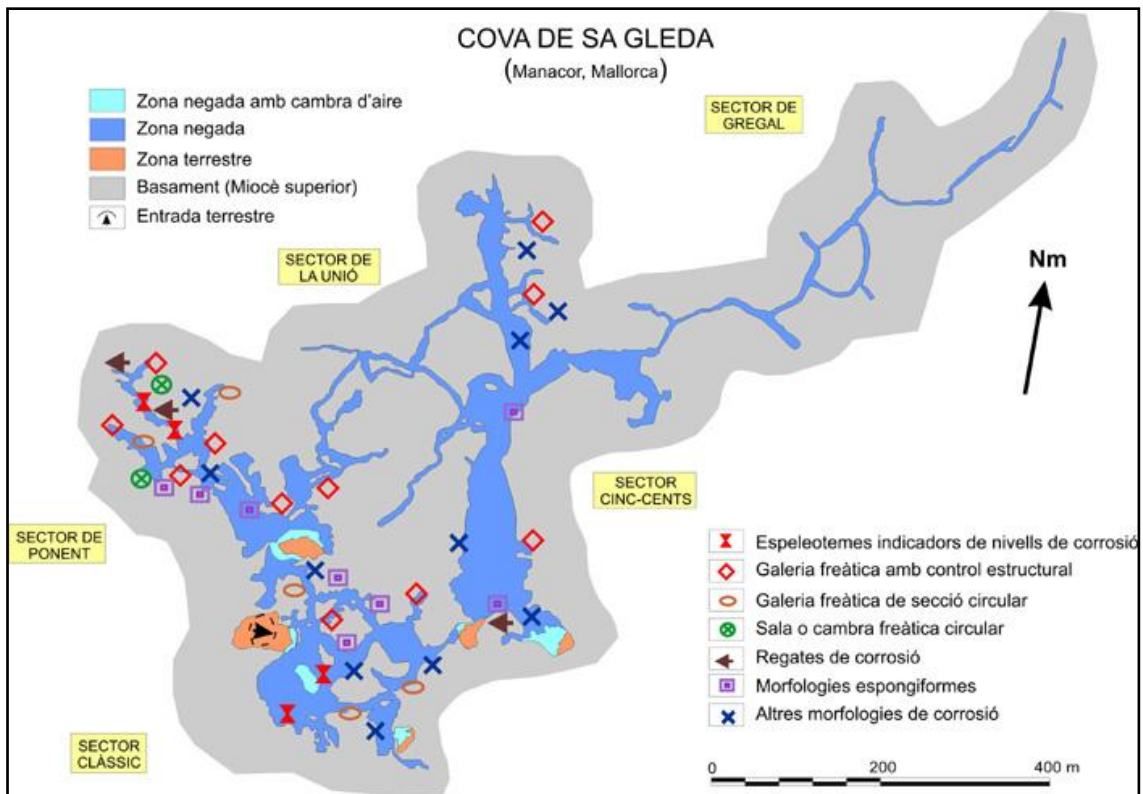 COVA DE SA GLEDA
(Manacor, Mallorca)
Zona negada amb cambra d'aire
Zona negada
Zona terrestre
Basament (Miocè superior)
Entrada terrestre
SECTOR DE
GREGAL
SECTOR DE
LA UNIÓ
Nm
SECTOR
CINC-CENTS
SECTOR DE
PONENT
SECTOR
CLÀSSIC
Espeleotemes indicadors de nivells de corrosió
Galeria freàtica amb control estructural
Galeria freàtica de secció circular
Sala o cambra freàtica circular
Regates de corrosió
Morfologies espongiformes
Altres morfologies de corrosió
0 200 400 m